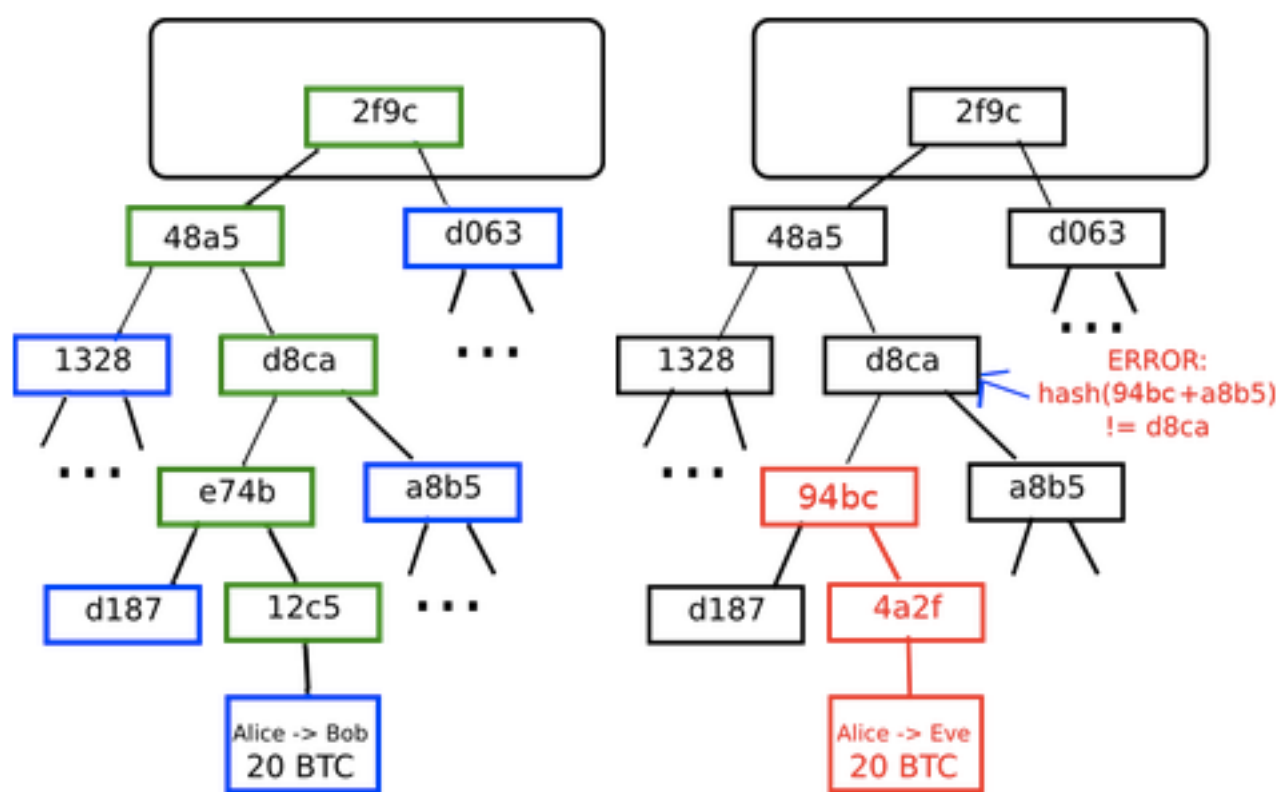 2f9c
48a5
d063
1328
d8ca
...
...
e74b
a8b5
d187
12c5
...
Alice -> Bob
20 BTC
2f9c
48a5
d063
...
1328
d8ca
ERROR:
hash(94bc+a8b5)
!= d8ca
...
94bc
a8b5
d187
4a2f
Alice -> Eve
20 BTC